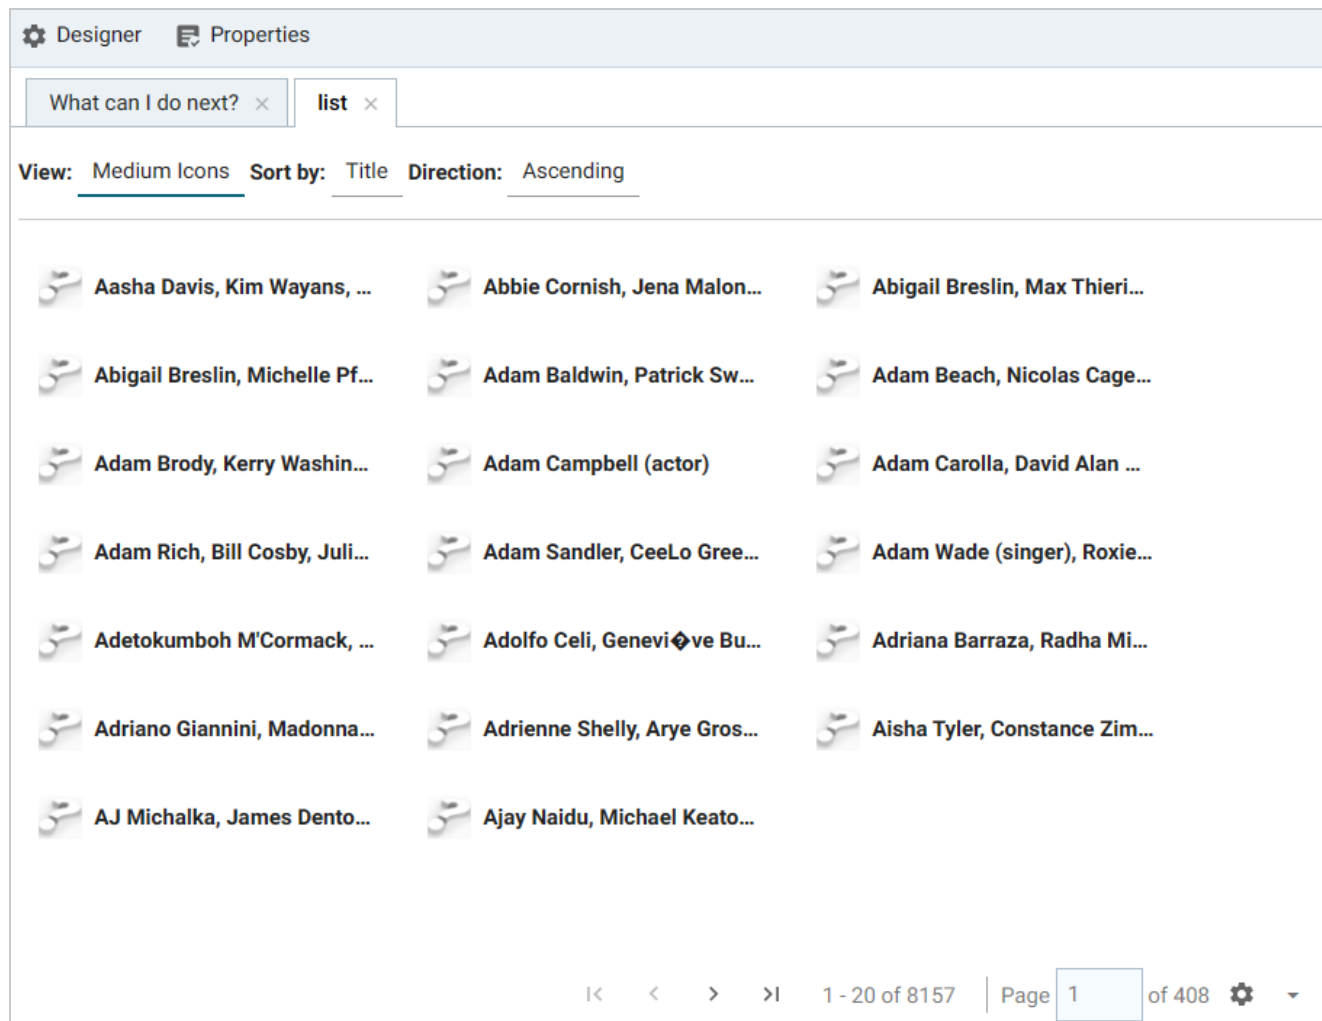 Designer Properties
What can I do next? × list ×
View: Medium Icons Sort by: Title Direction: Ascending
Aasha Davis, Kim Wayans, ... Abbie Cornish, Jena Malon... Abigail Breslin, Max Thieri...
Abigail Breslin, Michelle Pf... Adam Baldwin, Patrick Sw... Adam Beach, Nicolas Cage...
Adam Brody, Kerry Washin... Adam Campbell (actor) Adam Carolla, David Alan ...
Adam Rich, Bill Cosby, Juli... Adam Sandler, CeeLo Gree... Adam Wade (singer), Roxie...
Adetokumboh M'Cormack, ... Adolfo Celi, Genevi�ve Bu... Adriana Barraza, Radha Mi...
Adriano Giannini, Madonna... Adrienne Shelly, Arye Gros... Aisha Tyler, Constance Zim...
AJ Michalka, James Dento... Ajay Naidu, Michael Keato...
1 - 20 of 8157 Page 1 of 408